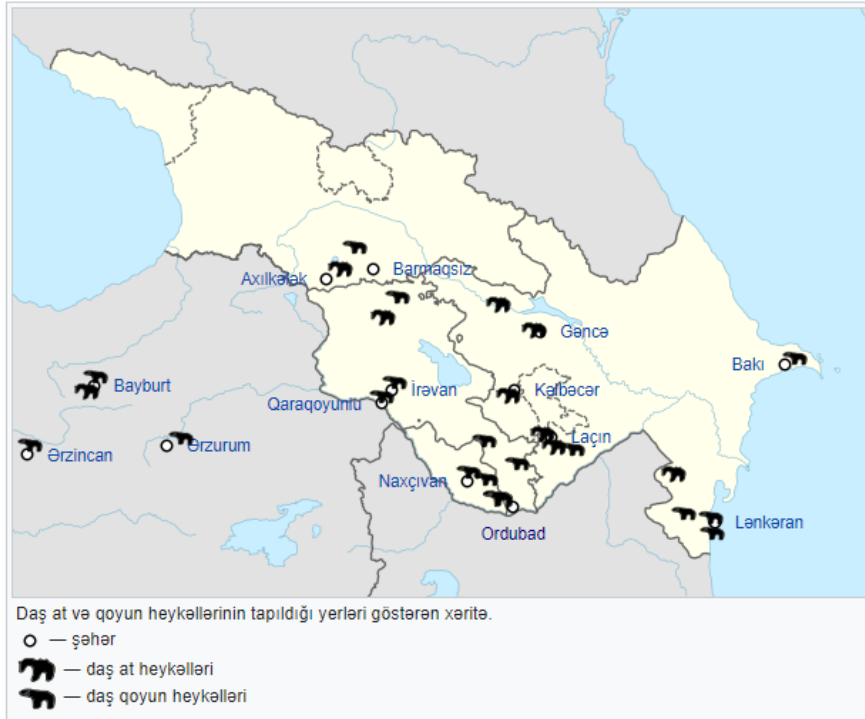 Axılkələk
Barmaqsız
Gəncə
Bakı
Bayburt
İrəvan
Kəlbəcər
Qaraqoyunlu
Laçın
Ərzincan
Ərzurum
Naxçıvan
Ordubad
Lənkəran
Daş at və qoyun heykəllərinin tapıldığı yerləri göstərən xəritə.
— şəhər
— daş at heykəlləri
— daş qoyun heykəlləri